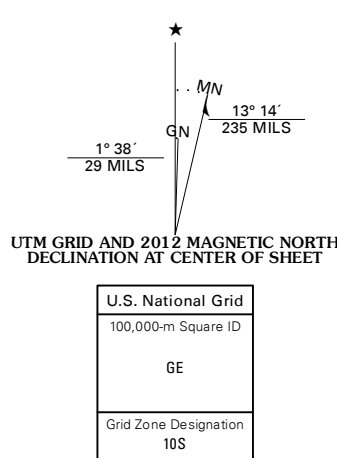 ★
MN
13° 14´
235 MILS
GN
1° 38´
29 MILS
UTM GRID AND 2012 MAGNETIC NORTH
DECLINATION AT CENTER OF SHEET
U.S. National Grid
100,000-m Square ID
GE
Grid Zone Designation
10S